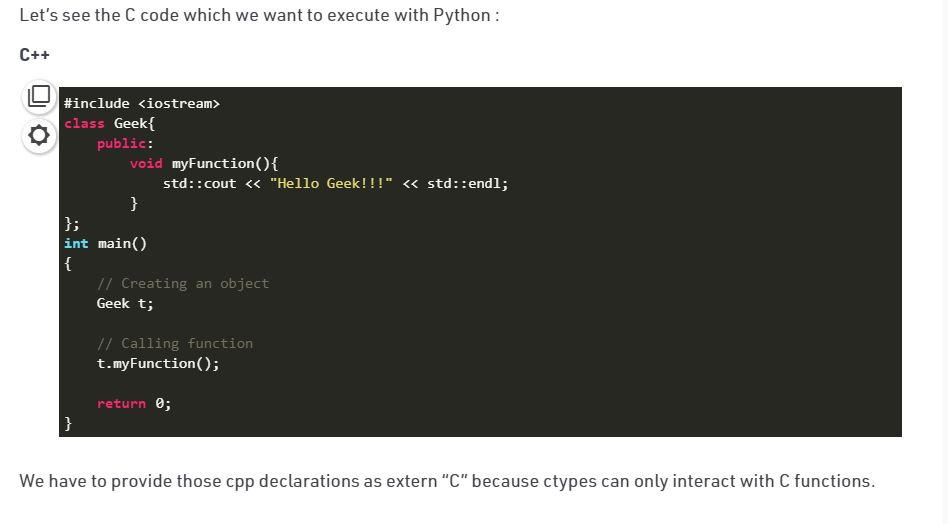 Let's see the C code which we want to execute with Python :
C++
#include <iostream>
class Geek{
    public:
        void myFunction(){
            std::cout << "Hello Geek!!!" << std::endl;
        }
};
int main()
{
    // Creating an object
    Geek t;

    // Calling function
    t.myFunction();

    return 0;
}
We have to provide those cpp declarations as extern “C” because ctypes can only interact with C functions.